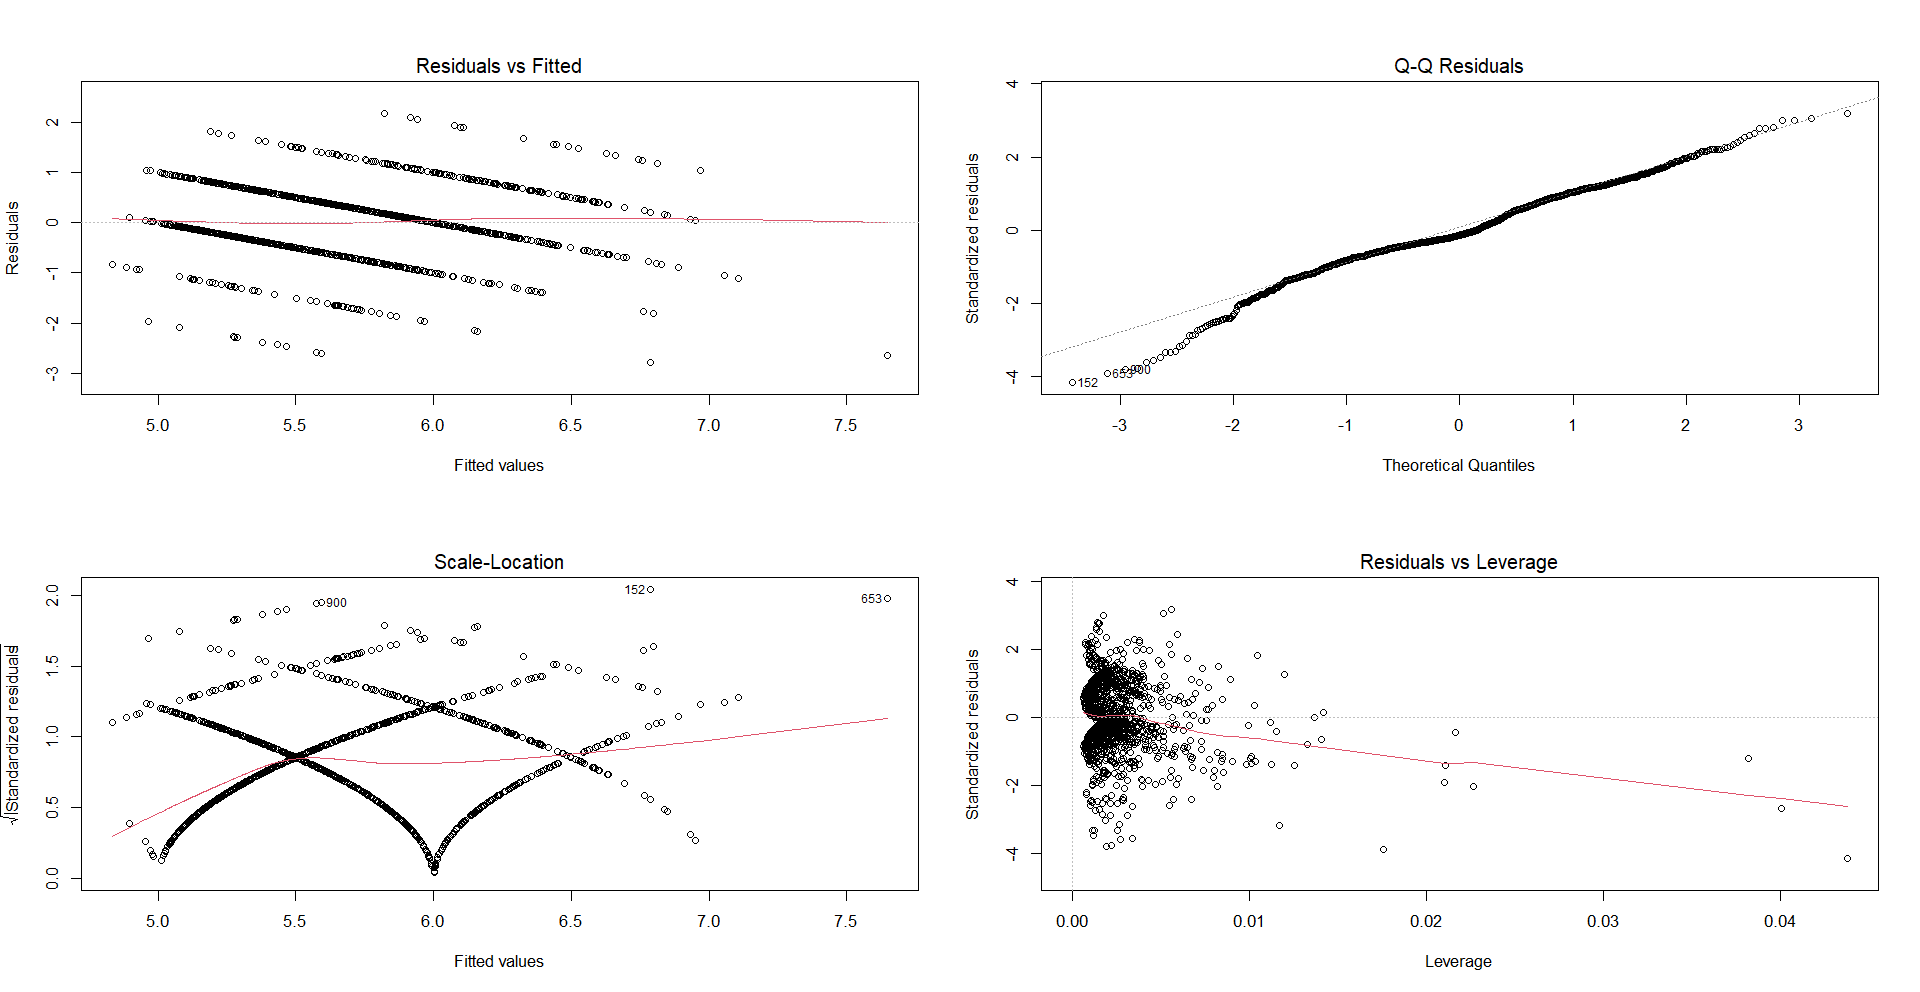 Residuals vs Fitted
Residuals
2
1
0
-1
-2
-3
5.0 5.5 6.0 6.5 7.0 7.5
Fitted values
Q-Q Residuals
Standardized residuals
4
2
0
-2
-4
152
653
900
-3 -2 -1 0 1 2 3
Theoretical Quantiles
Scale-Location
√|Standardized residuals|
2.0
1.5
1.0
0.5
0.0
900
152
653
5.0 5.5 6.0 6.5 7.0 7.5
Fitted values
Residuals vs Leverage
Standardized residuals
4
2
0
-2
-4
0.00 0.01 0.02 0.03 0.04
Leverage